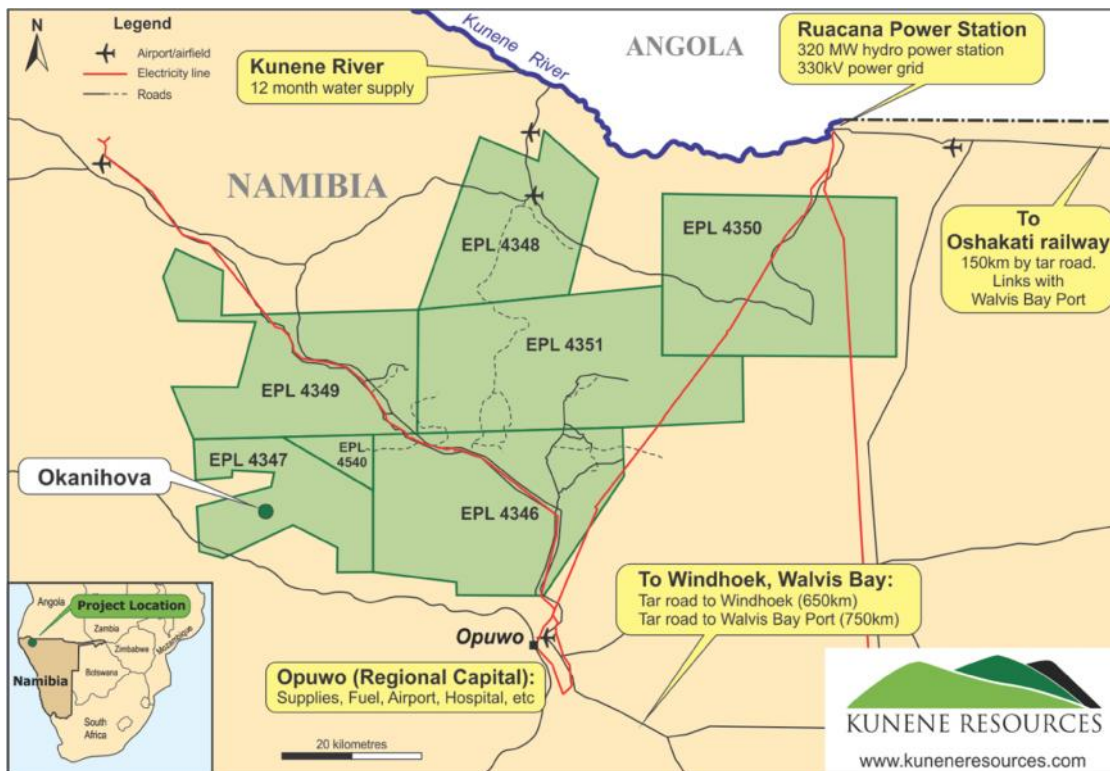 N
Legend
Airport/airfield
Electricity line
Roads
Kunene River
12 month water supply
Kunene River
ANGOLA
Ruacana Power Station
320 MW hydro power station
330kV power grid
NAMIBIA
To
Oshakati railway
150km by tar road.
Links with
Walvis Bay Port
EPL 4348
EPL 4350
EPL 4351
EPL 4349
EPL 4347
EPL
4540
EPL 4346
Okanihova
To Windhoek, Walvis Bay:
Tar road to Windhoek (650km)
Tar road to Walvis Bay Port (750km)
Opuwo
Opuwo (Regional Capital):
Supplies, Fuel, Airport, Hospital, etc
20 kilometres
Angola
Project Location
Zambia
Zimbabwe
Mozambique
Botswana
Namibia
South
Africa
KUNENE RESOURCES
www.kuneneresources.com